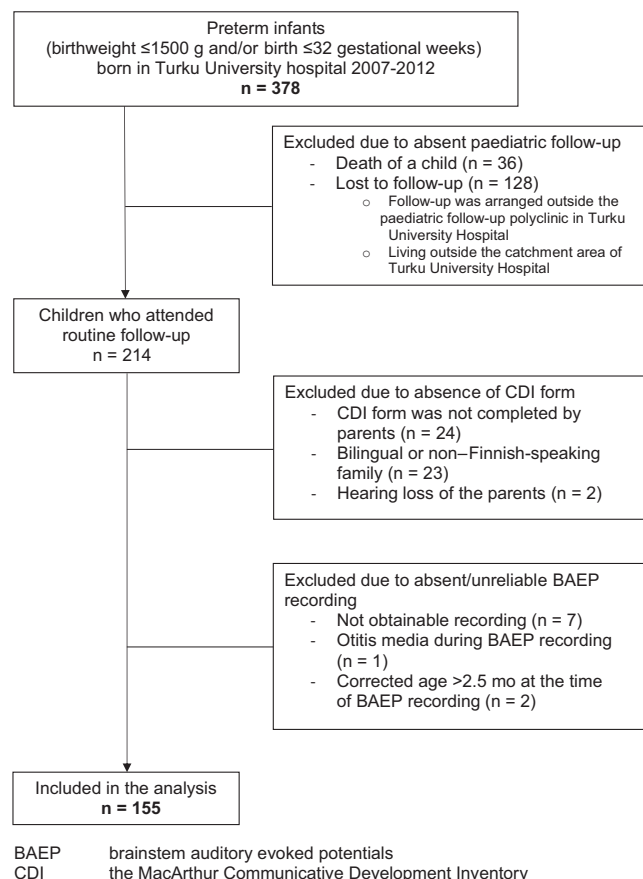 Preterm infants
(birthweight ≤1500 g and/or birth ≤32 gestational weeks)
born in Turku University hospital 2007-2012
n = 378
Excluded due to absent paediatric follow-up
- Death of a child (n = 36)
- Lost to follow-up (n = 128)
○ Follow-up was arranged outside the
paediatric follow-up polyclinic in Turku
University Hospital
○ Living outside the catchment area of
Turku University Hospital
Children who attended
routine follow-up
n = 214
Excluded due to absence of CDI form
- CDI form was not completed by
parents (n = 24)
- Bilingual or non–Finnish-speaking
family (n = 23)
- Hearing loss of the parents (n = 2)
Excluded due to absent/unreliable BAEP
recording
- Not obtainable recording (n = 7)
- Otitis media during BAEP recording
(n = 1)
- Corrected age >2.5 mo at the time
of BAEP recording (n = 2)
Included in the analysis
n = 155
BAEP brainstem auditory evoked potentials
CDI the MacArthur Communicative Development Inventory